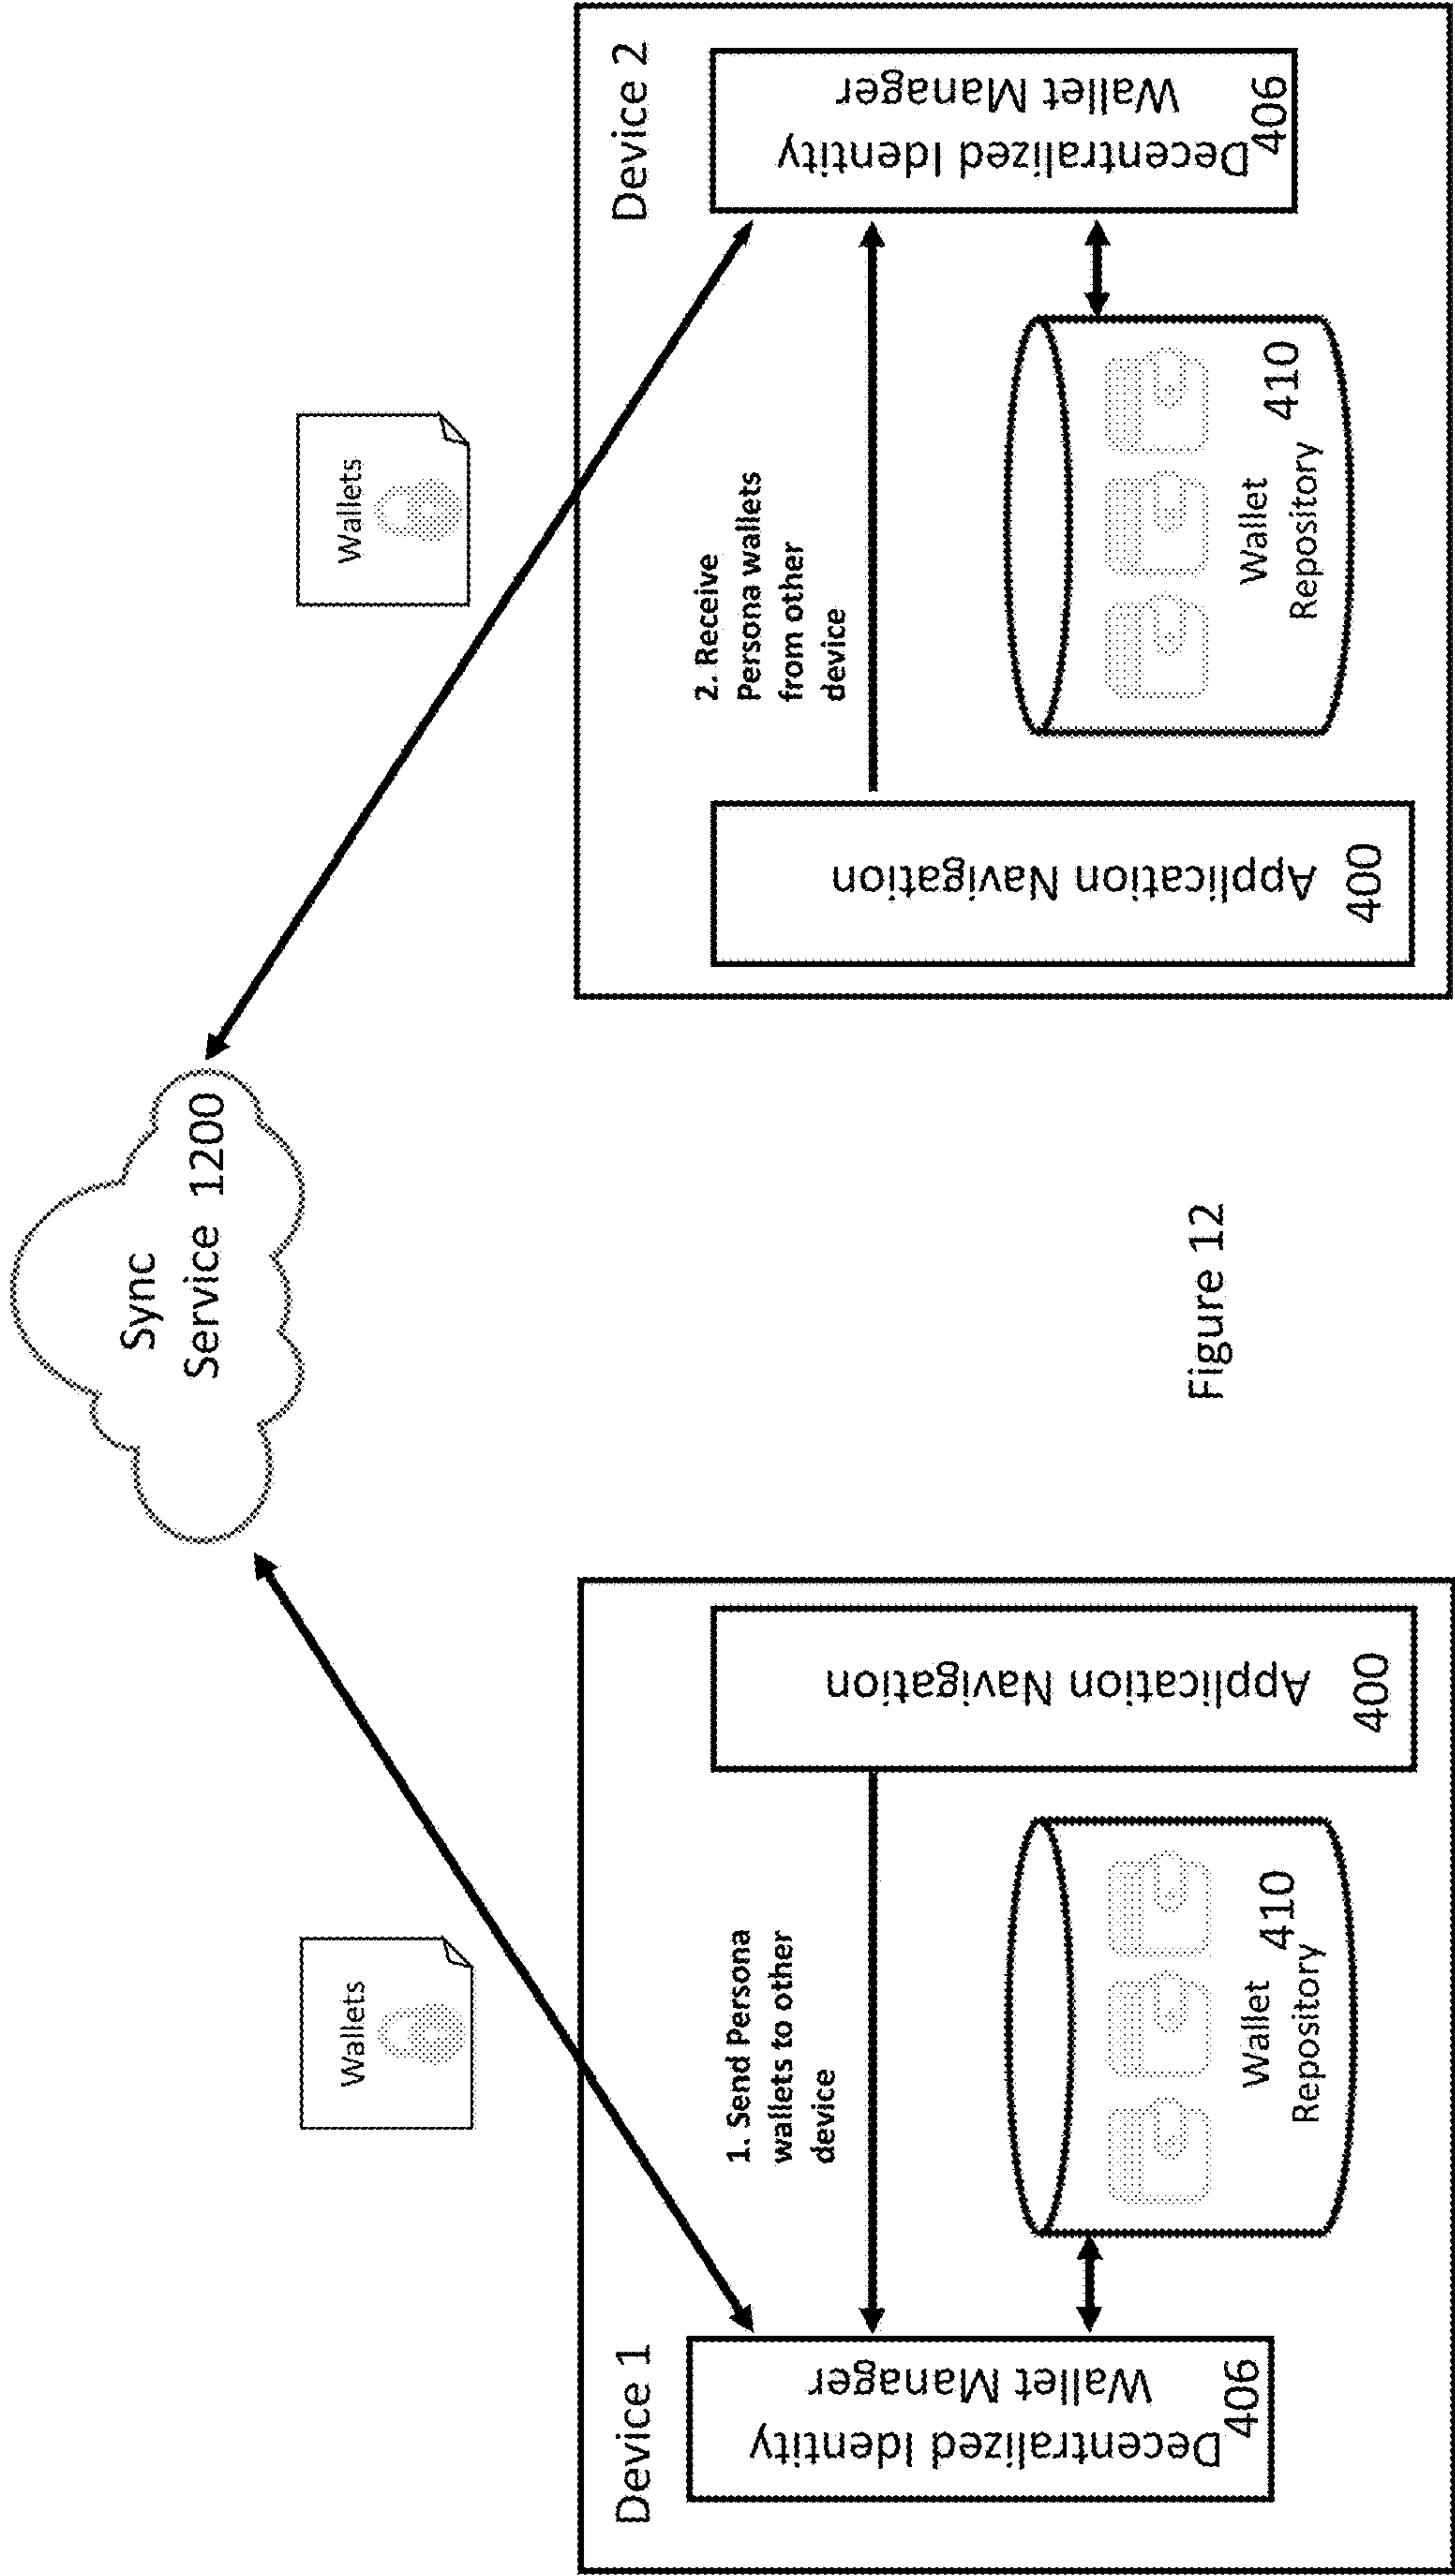 Sync
Service 1200
Wallets
Wallets
Device 1
Decentralized Identity
Wallet Manager
406
1. Send Persona
wallets to other
device
Wallet
410
Repository
Application Navigation
400
Device 2
Application Navigation
400
2. Receive
Persona wallets
from other
device
Wallet
410
Repository
Decentralized Identity
Wallet Manager
406
Figure 12